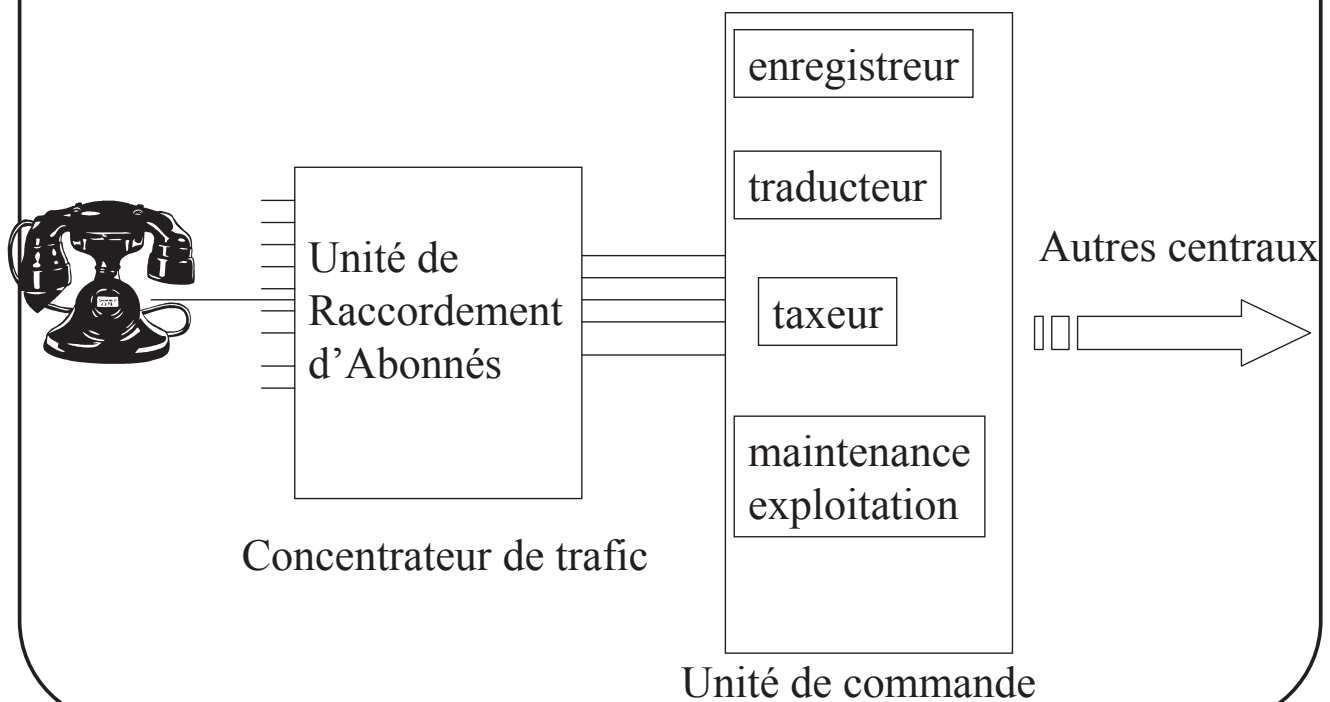 enregistreur
traducteur
Unité de
Raccordement
d’Abonnés
taxeur
Autres centraux
maintenance
exploitation
Concentrateur de trafic
Unité de commande